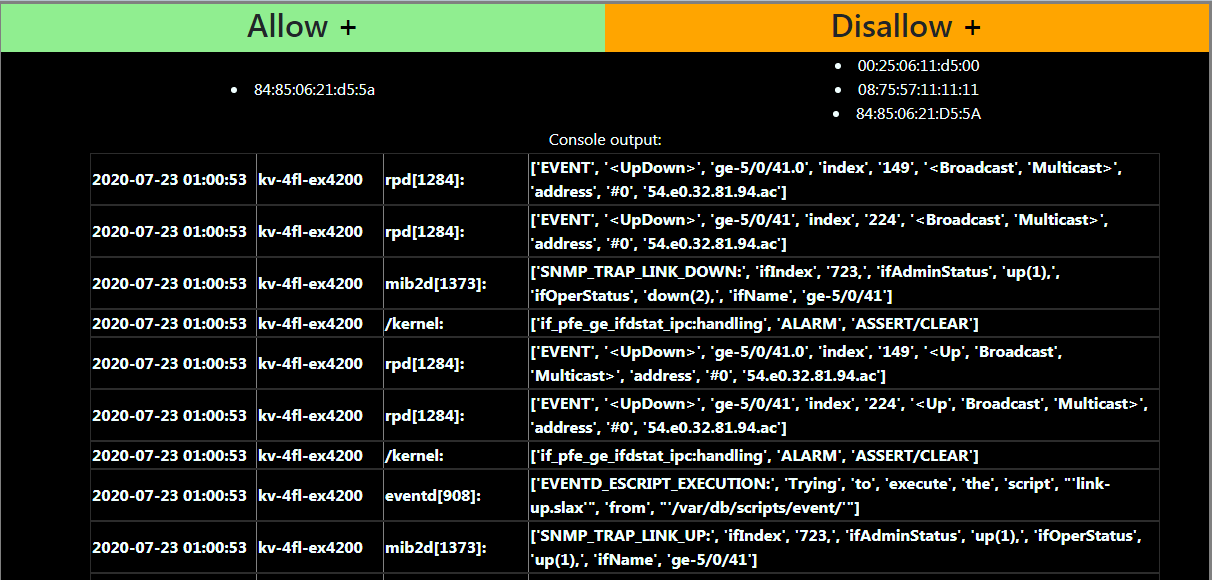 Allow +
Disallow +
• 84:85:06:21:d5:5a
• 00:25:06:11:d5:00
• 08:75:57:11:11:11
• 84:85:06:21:D5:5A
Console output:
2020-07-23 01:00:53 kv-4fl-ex4200 rpd[1284]: ['EVENT', '<UpDown>', 'ge-5/0/41.0', 'index', '149', '<Broadcast', 'Multicast>',
'address', '#0', '54.e0.32.81.94.ac']
2020-07-23 01:00:53 kv-4fl-ex4200 rpd[1284]: ['EVENT', '<UpDown>', 'ge-5/0/41', 'index', '224', '<Broadcast', 'Multicast>',
'address', '#0', '54.e0.32.81.94.ac']
2020-07-23 01:00:53 kv-4fl-ex4200 mib2d[1373]: ['SNMP_TRAP_LINK_DOWN:', 'ifIndex', '723,', 'ifAdminStatus', 'up(1),',
'ifOperStatus', 'down(2),', 'ifName', 'ge-5/0/41']
2020-07-23 01:00:53 kv-4fl-ex4200 /kernel: ['if_pfe_ge_ifdstat_ipc:handling', 'ALARM', 'ASSERT/CLEAR']
2020-07-23 01:00:53 kv-4fl-ex4200 rpd[1284]: ['EVENT', '<UpDown>', 'ge-5/0/41.0', 'index', '149', '<Up', 'Broadcast',
'Multicast>', 'address', '#0', '54.e0.32.81.94.ac']
2020-07-23 01:00:53 kv-4fl-ex4200 rpd[1284]: ['EVENT', '<UpDown>', 'ge-5/0/41', 'index', '224', '<Up', 'Broadcast', 'Multicast>',
'address', '#0', '54.e0.32.81.94.ac']
2020-07-23 01:00:53 kv-4fl-ex4200 /kernel: ['if_pfe_ge_ifdstat_ipc:handling', 'ALARM', 'ASSERT/CLEAR']
2020-07-23 01:00:53 kv-4fl-ex4200 eventd[908]: ['EVENTD_ESCRIPT_EXECUTION:', 'Trying', 'to', 'execute', 'the', 'script', "'link-
up.slax'", 'from', "'/var/db/scripts/event/'"]
2020-07-23 01:00:53 kv-4fl-ex4200 mib2d[1373]: ['SNMP_TRAP_LINK_UP:', 'ifIndex', '723,', 'ifAdminStatus', 'up(1),', 'ifOperStatus',
'up(1),', 'ifName', 'ge-5/0/41']